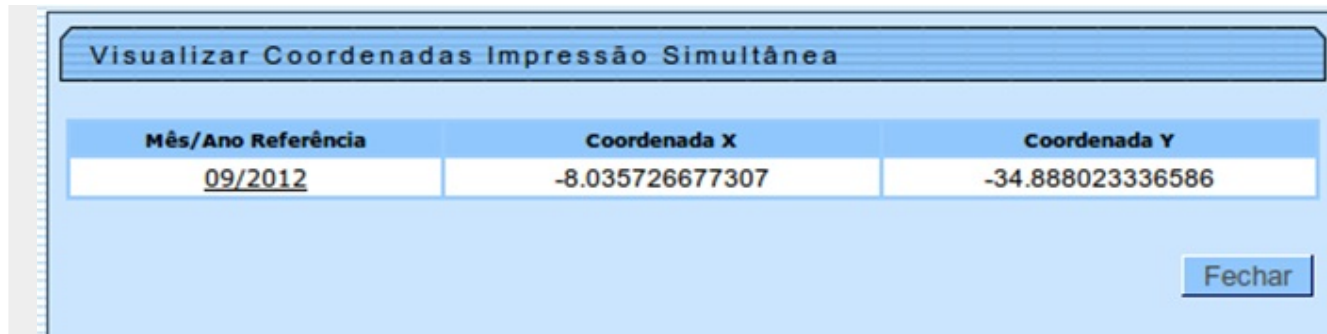 Visualizar Coordenadas Impressão Simultânea
Mês/Ano Referência Coordenada X Coordenada Y
09/2012 -8.035726677307 -34.888023336586
Fechar